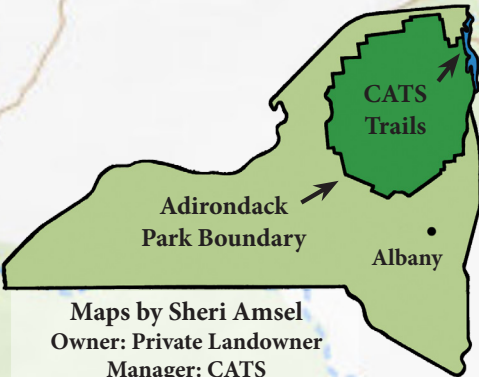 CATS
Trails
Adirondack
Park Boundary
Albany
Maps by Sheri Amsel
Owner: Private Landowner
Manager: CATS